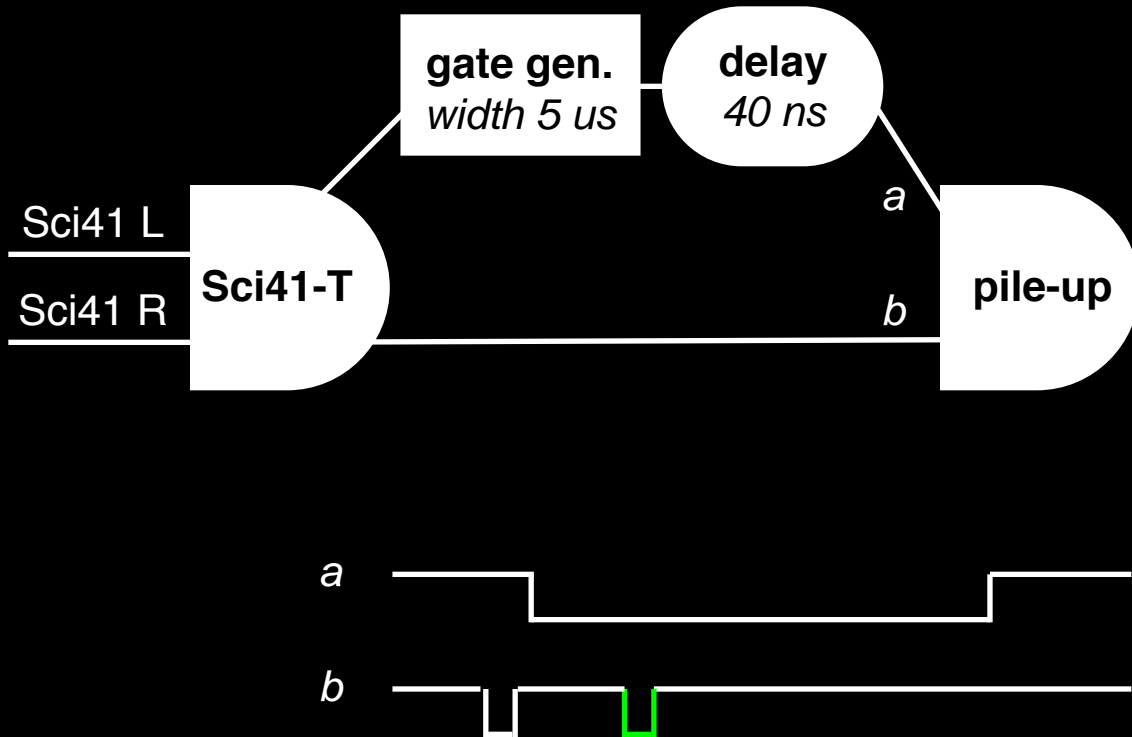 gate gen.
width 5 us
delay
40 ns
Sci41 L
Sci41 R
Sci41-T
a
b
pile-up
a
b